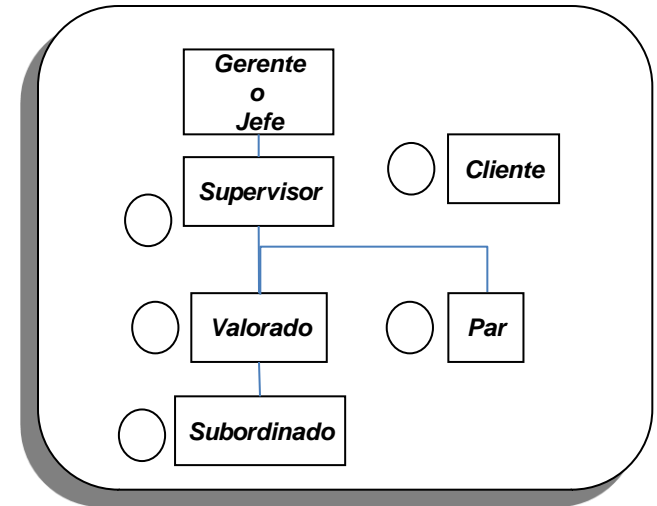 Gerente
o
Jefe
Supervisor
Cliente
Valorado
Par
Subordinado